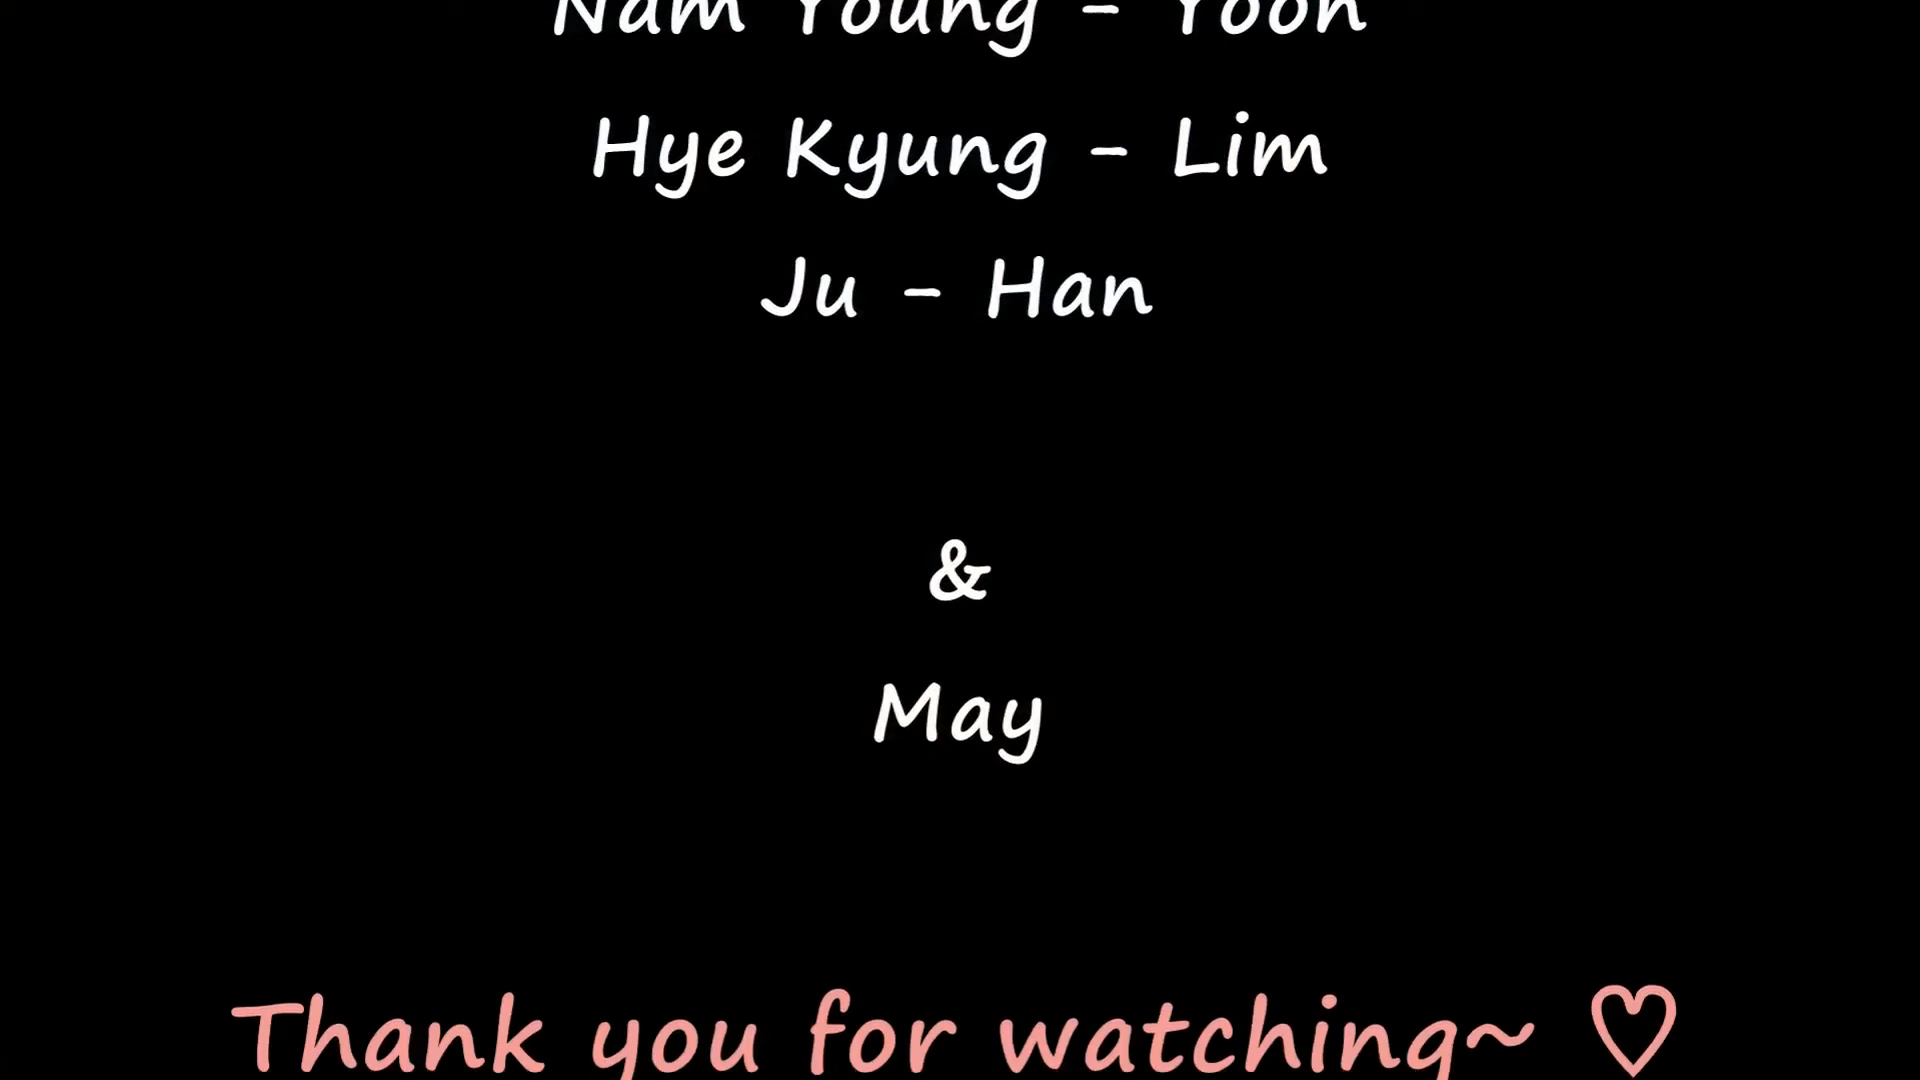 Nam Young - Yoon
Hye Kyung - Lim
Ju - Han
&
May
Thank you for watching~ ♡